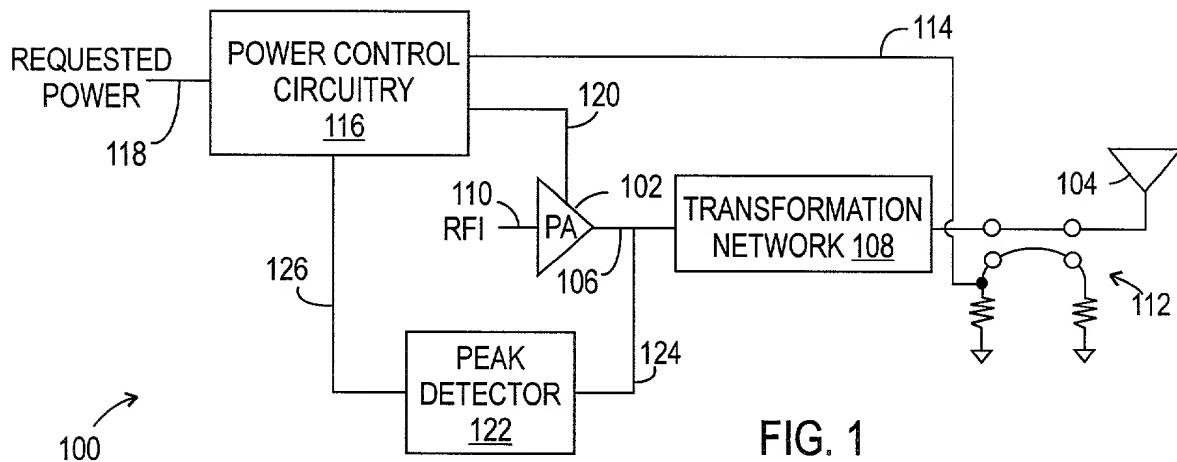 REQUESTED
POWER
118
POWER CONTROL
CIRCUITRY
116
114
120
110
RFI
PA
102
106
TRANSFORMATION
NETWORK 108
104
112
126
PEAK
DETECTOR
122
124
100
FIG. 1